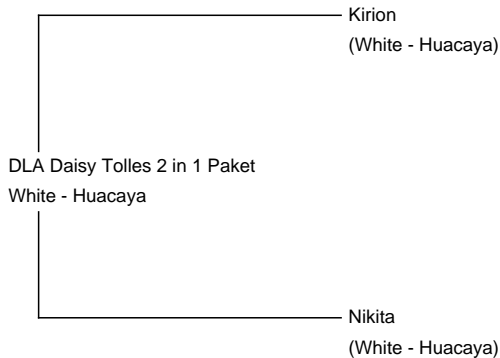 Kirion
(White - Huacaya)
DLA Daisy Tolles 2 in 1 Paket
White - Huacaya
Nikita
(White - Huacaya)